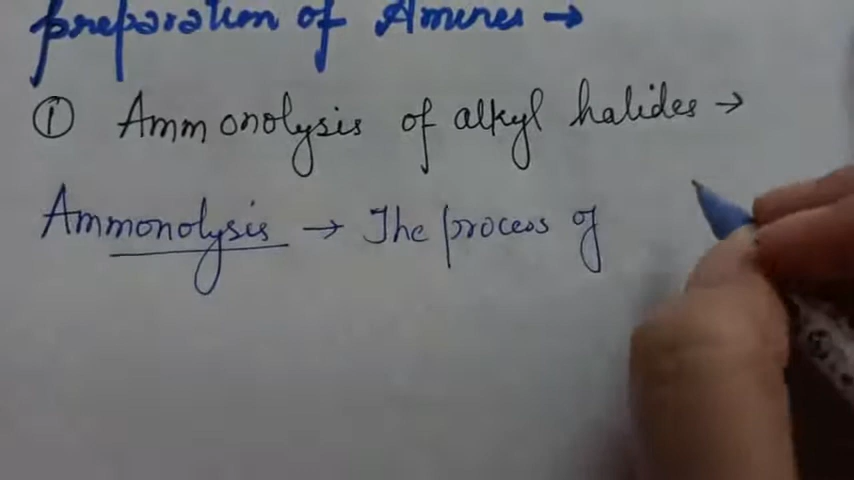 preparation of Amines →
① Ammonolysis of alkyl halides →
Ammonolysis → The process of